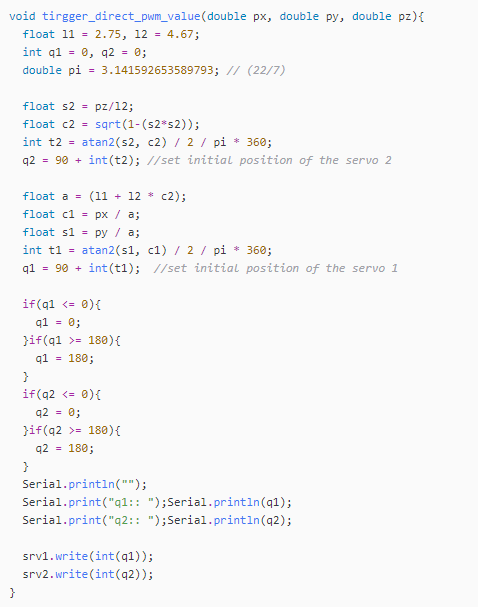 void tirgger_direct_pwm_value(double px, double py, double pz){
  float l1 = 2.75, l2 = 4.67;
  int q1 = 0, q2 = 0;
  double pi = 3.141592653589793; // (22/7)

  float s2 = pz/l2;
  float c2 = sqrt(1-(s2*s2));
  int t2 = atan2(s2, c2) / 2 / pi * 360;
  q2 = 90 + int(t2); //set initial position of the servo 2

  float a = (l1 + l2 * c2);
  float c1 = px / a;
  float s1 = py / a;
  int t1 = atan2(s1, c1) / 2 / pi * 360;
  q1 = 90 + int(t1);  //set initial position of the servo 1

  if(q1 <= 0){
    q1 = 0;
  }if(q1 >= 180){
    q1 = 180;
  }
  if(q2 <= 0){
    q2 = 0;
  }if(q2 >= 180){
    q2 = 180;
  }
  Serial.println("");
  Serial.print("q1:: ");Serial.println(q1);
  Serial.print("q2:: ");Serial.println(q2);

  srv1.write(int(q1));
  srv2.write(int(q2));
}